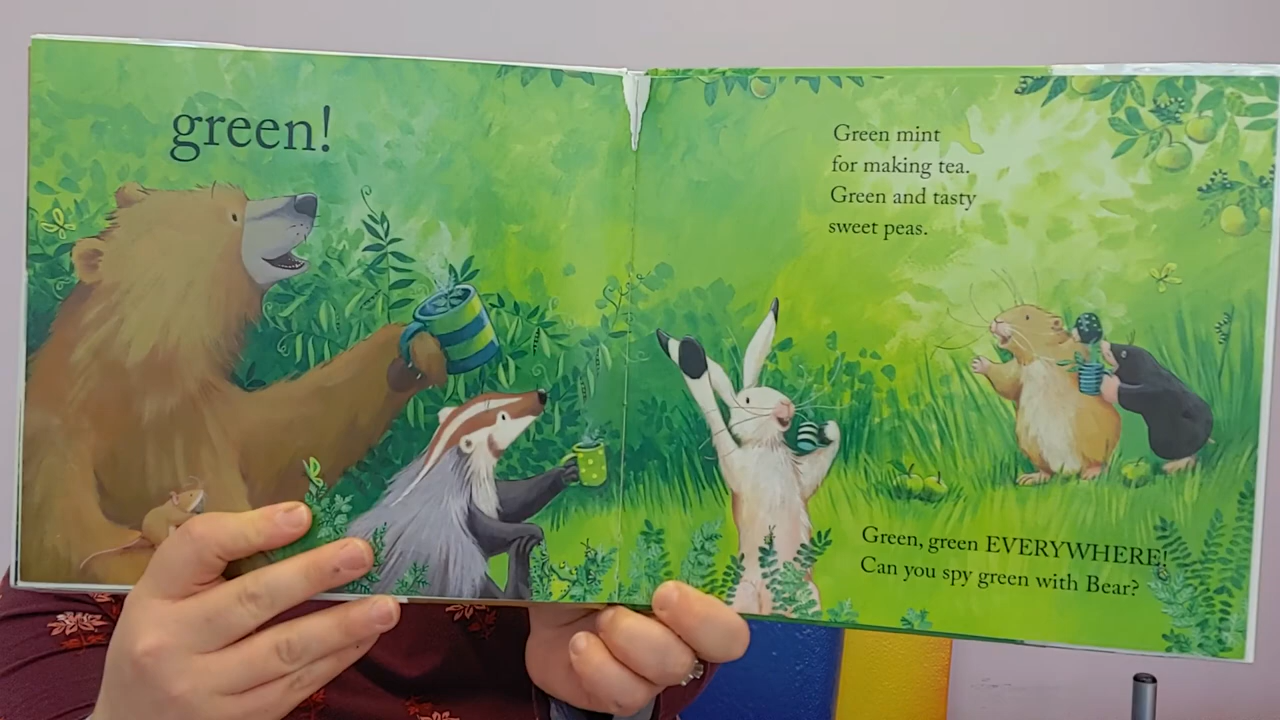 green!
Green mint
for making tea.
Green and tasty
sweet peas.
Green, green EVERYWHERE!
Can you spy green with Bear?